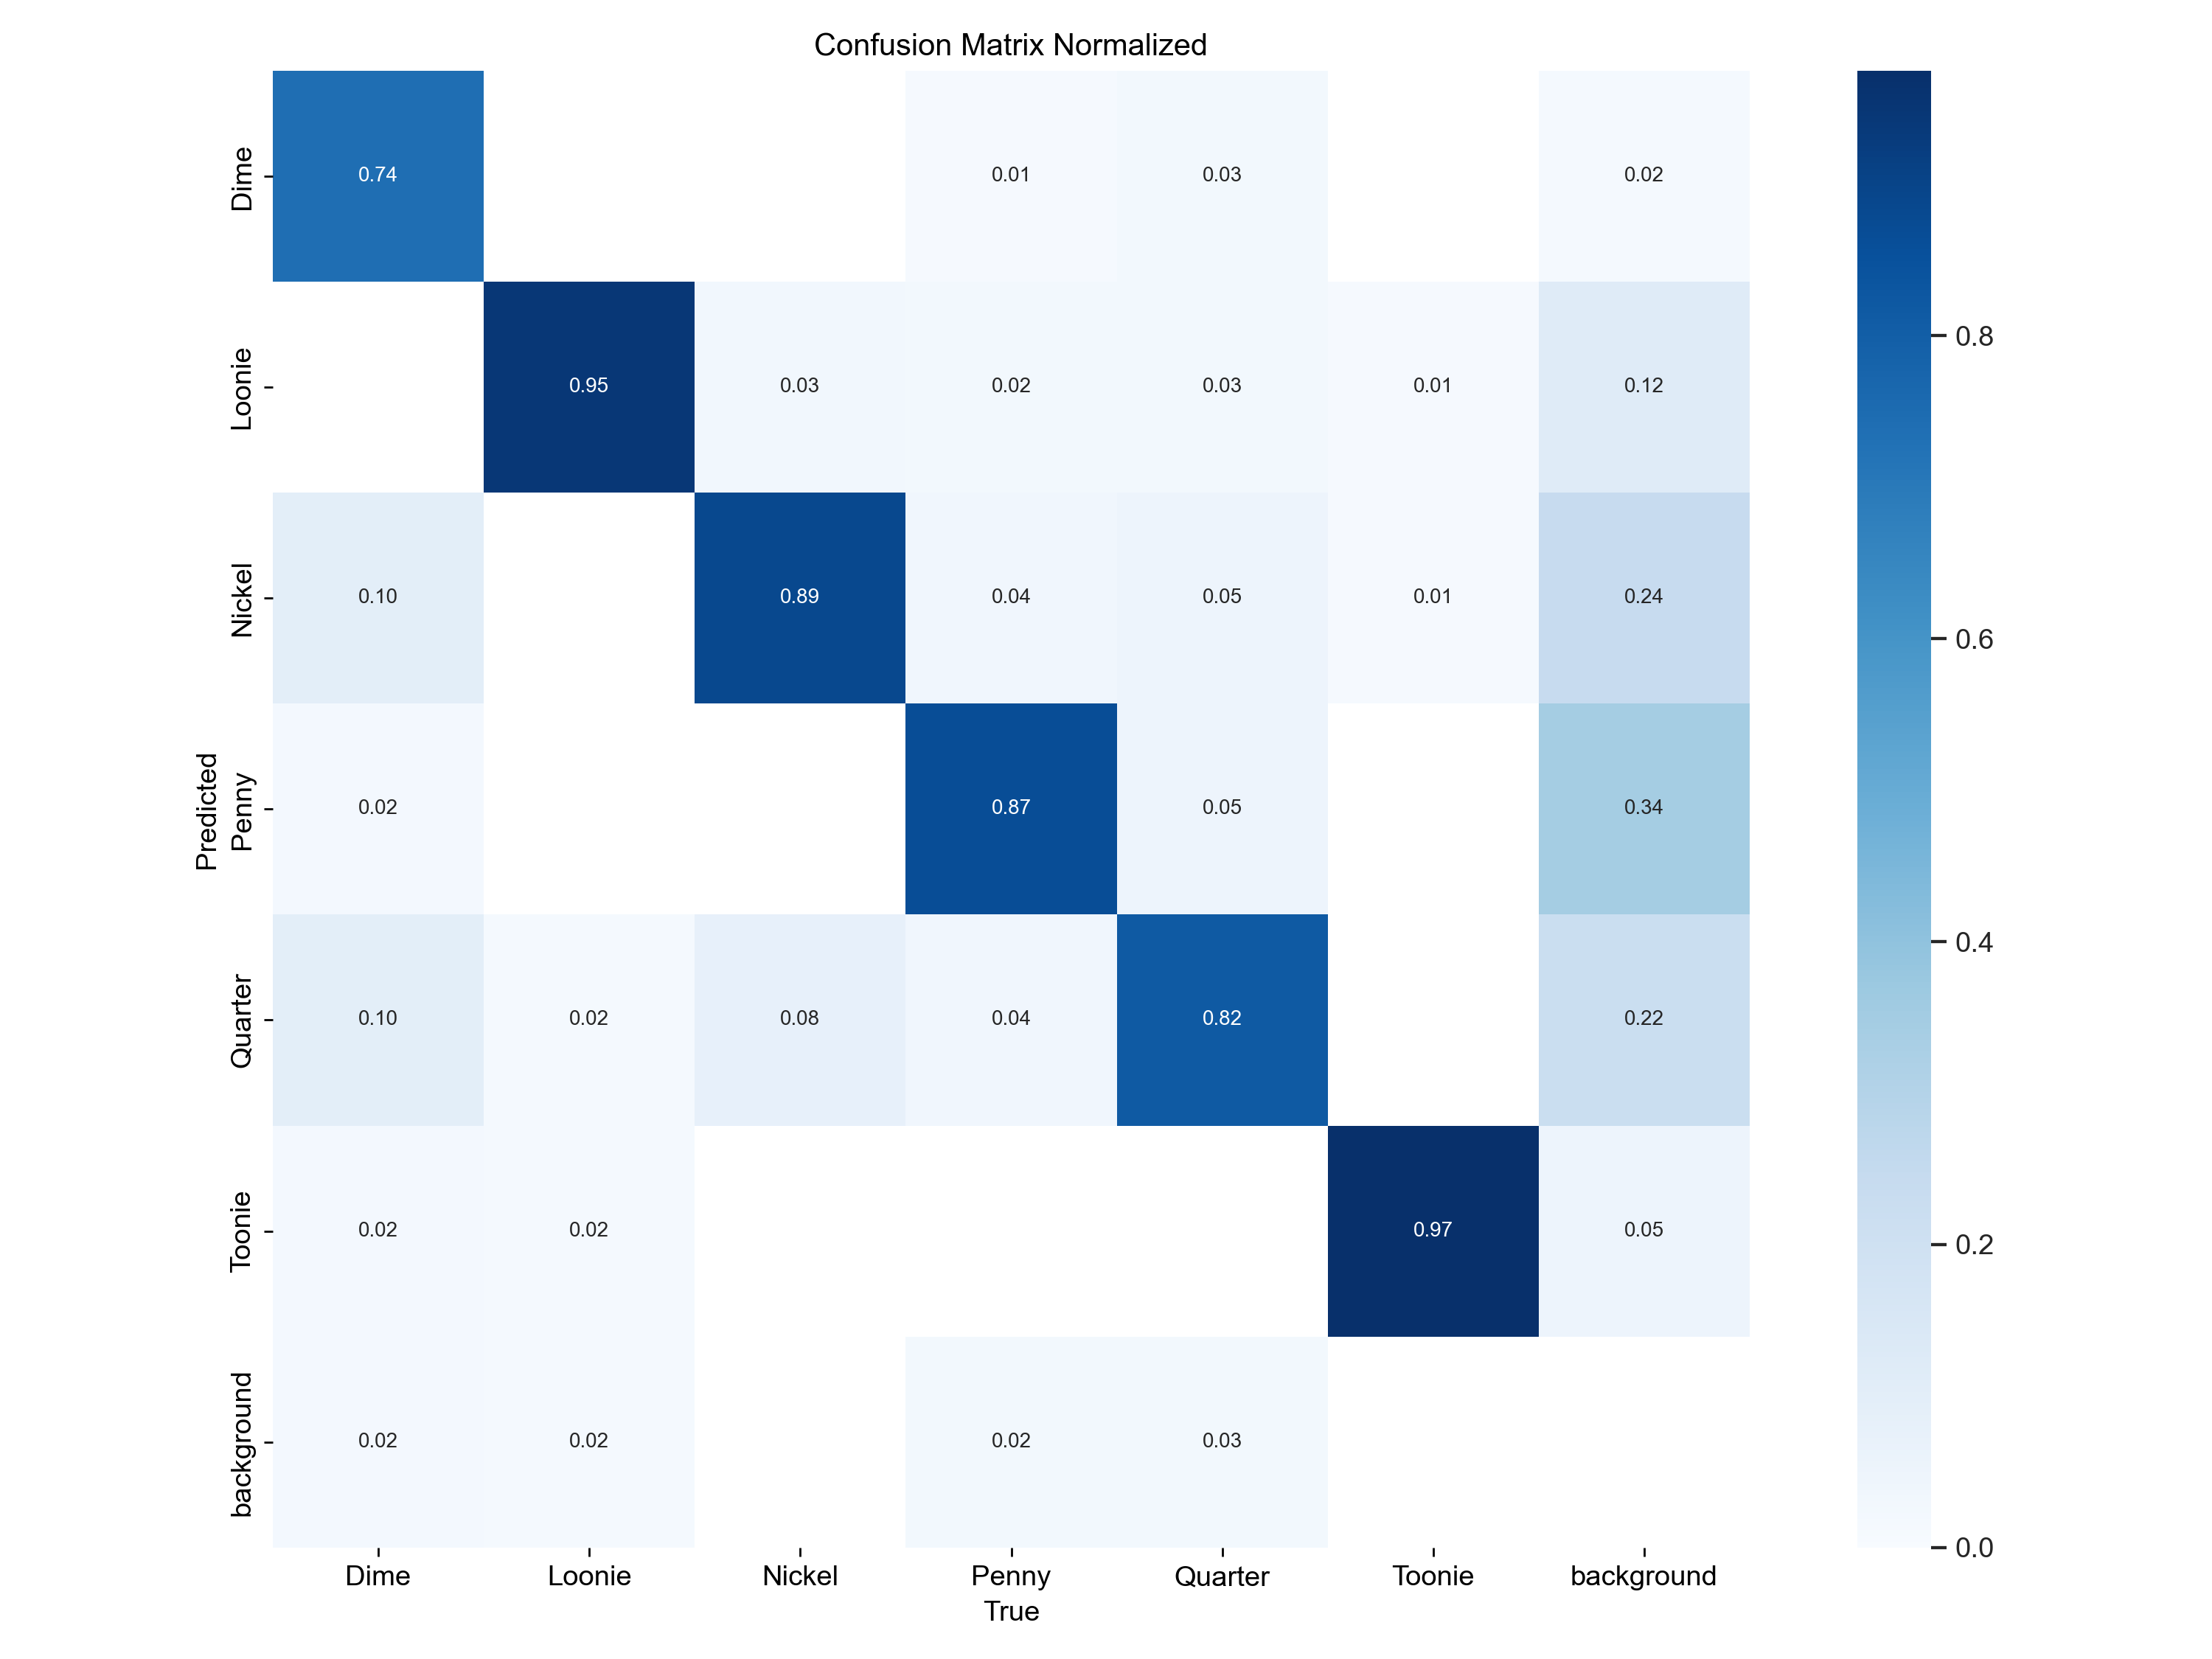 Confusion Matrix Normalized
Dime
0.74
0.01
0.03
0.02
Loonie
0.95
0.03
0.02
0.03
0.01
0.12
Nickel
0.10
0.89
0.04
0.05
0.01
0.24
Predicted
Penny
0.02
0.87
0.05
0.34
Quarter
0.10
0.02
0.08
0.04
0.82
0.22
Toonie
0.02
0.02
0.97
0.05
background
0.02
0.02
0.02
0.03
Dime
Loonie
Nickel
Penny
Quarter
Toonie
background
True
0.8
0.6
0.4
0.2
0.0